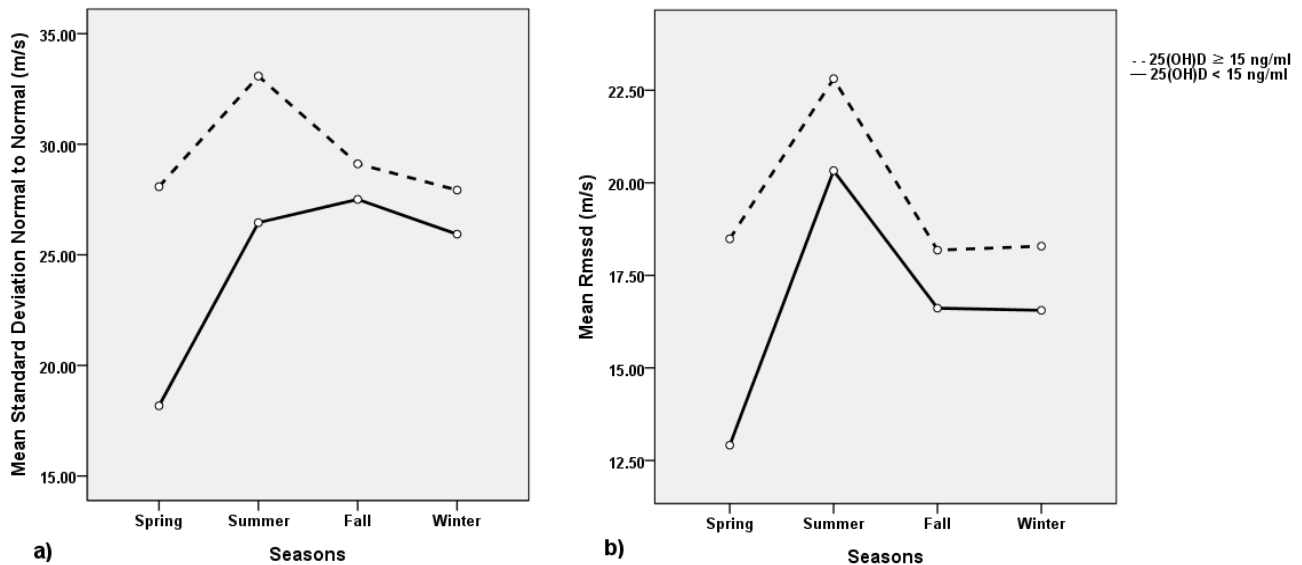 Mean Standard Deviation Normal to Normal (m/s)
35.00
30.00
25.00
20.00
15.00
Spring Summer Fall Winter
Seasons
a)
Mean Rmssd (m/s)
22.50
20.00
17.50
15.00
12.50
Spring Summer Fall Winter
Seasons
b)
25(OH)D ≥ 15 ng/ml
25(OH)D < 15 ng/ml